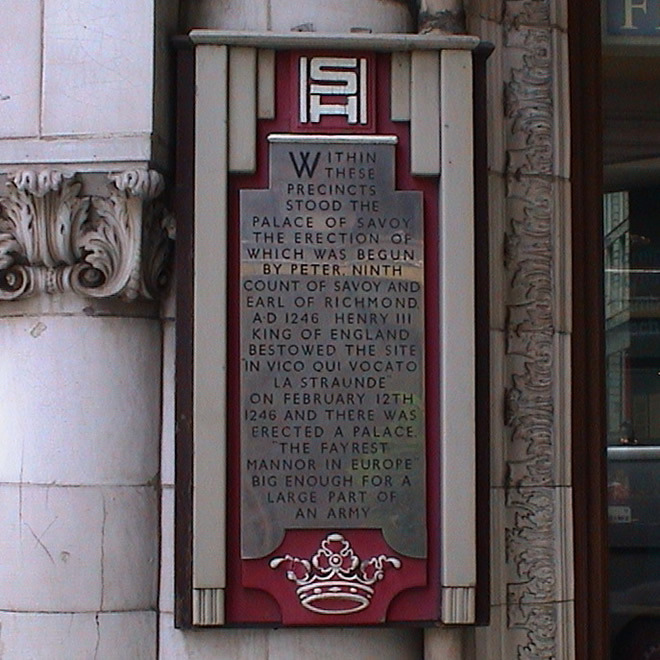 SH
WITHIN
THESE
PRECINCTS
STOOD THE
PALACE OF SAVOY
THE ERECTION OF
WHICH WAS BEGUN
BY PETER, NINTH
COUNT OF SAVOY AND
EARL OF RICHMOND,
A·D 1246 HENRY III
KING OF ENGLAND
BESTOWED THE SITE
"IN VICO QUI VOCATO
LA STRAUNDE"
ON FEBRUARY 12TH
1246 AND THERE WAS
ERECTED A PALACE.
"THE FAYREST
MANNOR IN EUROPE"
BIG ENOUGH FOR A
LARGE PART OF
AN ARMY